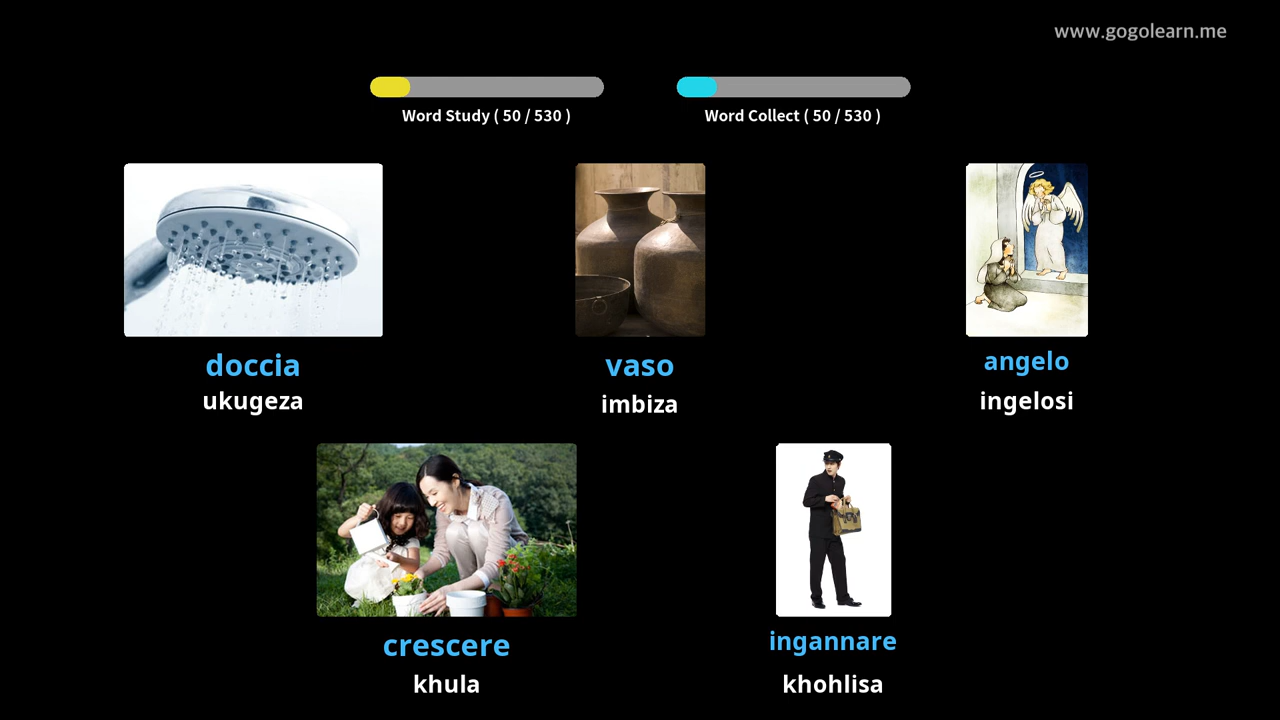 www.gogolearn.me
Word Study ( 50 / 530 )
Word Collect ( 50 / 530 )
doccia
ukugeza
vaso
imbiza
angelo
ingelosi
crescere
khula
ingannare
khohlisa